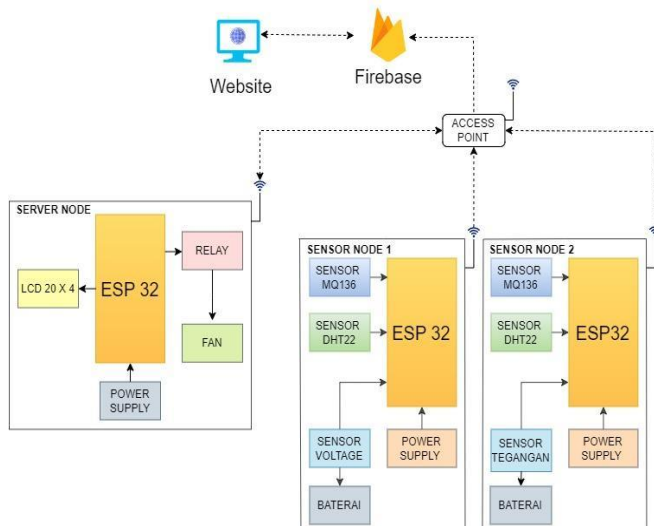 Website
Firebase
ACCESS
POINT
SERVER NODE
LCD 20 X 4
ESP 32
RELAY
FAN
POWER
SUPPLY
SENSOR NODE 1
SENSOR
MQ136
SENSOR
DHT22
ESP 32
SENSOR
VOLTAGE
POWER
SUPPLY
BATERAI
SENSOR NODE 2
SENSOR
MQ136
SENSOR
DHT22
ESP32
SENSOR
TEGANGAN
POWER
SUPPLY
BATERAI